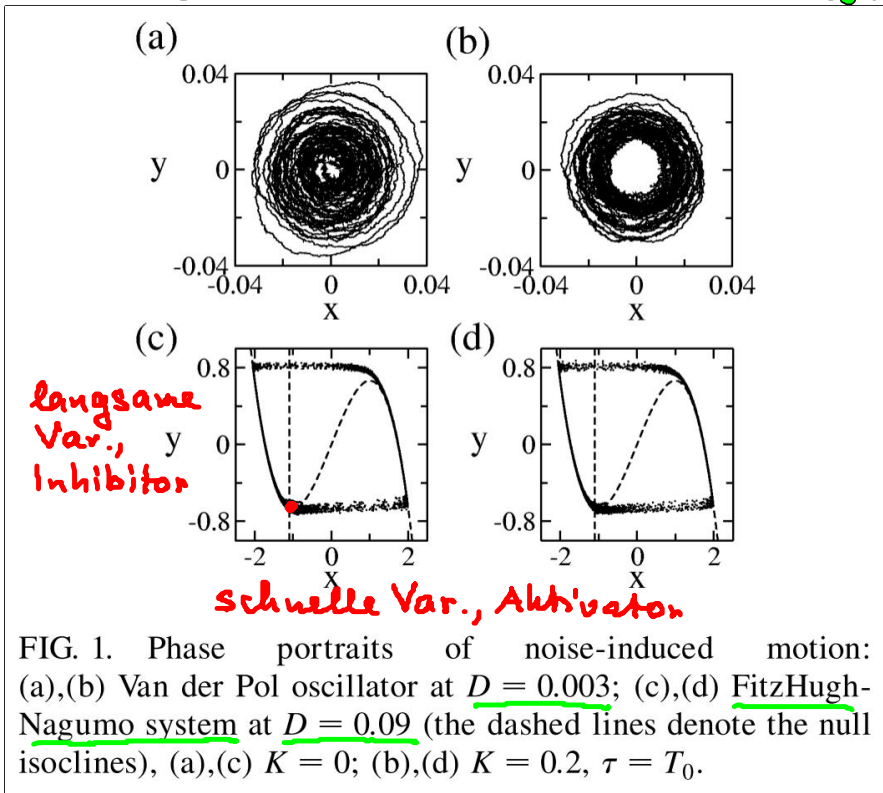 (a)
(b)
0.04
0.04
y
0
y
0
-0.04
-0.04
-0.04
0
0.04
-0.04
0
0.04
x
x
(c)
(d)
0.8
0.8
langsame
Var.,
Inhibitor
y
0
y
0
-0.8
-0.8
-2
0
2
-2
0
2
x
x
schnelle Var., Aktivator
FIG. 1. Phase portraits of noise-induced motion:
(a),(b) Van der Pol oscillator at D = 0.003; (c),(d) FitzHugh-
Nagumo system at D = 0.09 (the dashed lines denote the null
isoclines), (a),(c) K = 0; (b),(d) K = 0.2, τ = T₀.